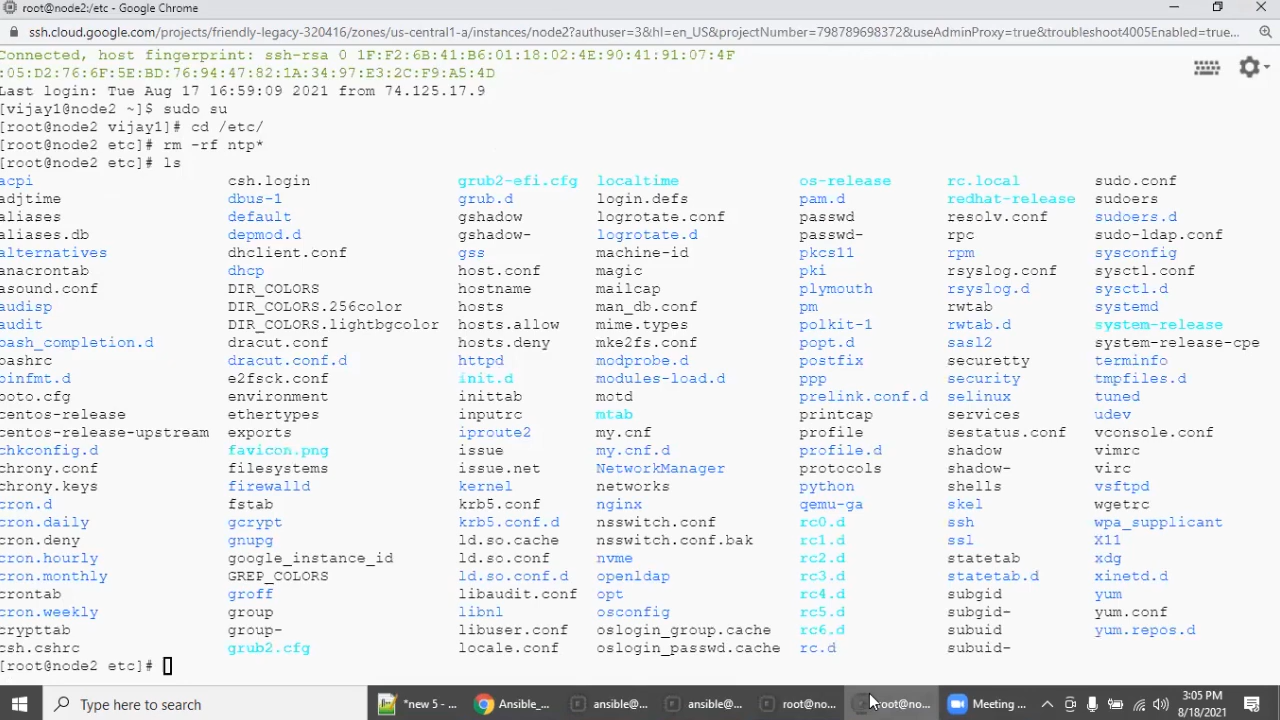 root@node2:/etc - Google Chrome
ssh.cloud.google.com/projects/friendly-legacy-320416/zones/us-central1-a/instances/node2?authuser=3&hl=en_US&projectNumber=798789698372&useAdminProxy=true&troubleshoot4005Enabled=true...
Connected, host fingerprint: ssh-rsa 0 1F:F2:6B:41:B6:01:18:02:4E:90:41:91:07:4F
:05:D2:76:6F:5E:BD:76:94:47:82:1A:34:97:E3:2C:F9:A5:4D
Last login: Tue Aug 17 16:59:09 2021 from 74.125.17.9
[vijay1@node2 ~]$ sudo su
[root@node2 vijay1]# cd /etc/
[root@node2 etc]# rm -rf ntp*
[root@node2 etc]# ls
acpi csh.login grub2-efi.cfg localtime os-release rc.local sudo.conf
adjtime dbus-1 grub.d login.defs pam.d redhat-release sudoers
aliases default gshadow logrotate.conf passwd resolv.conf sudoers.d
aliases.db depmod.d gshadow- logrotate.d passwd- rpc sudo-ldap.conf
alternatives dhclient.conf gss machine-id pkcs11 rpm sysconfig
anacrontab dhcp host.conf magic pki rsyslog.conf sysctl.conf
asound.conf DIR_COLORS hostname mailcap plymouth rsyslog.d sysctl.d
audisp DIR_COLORS.256color hosts man_db.conf pm rwtab systemd
audit DIR_COLORS.lightbgcolor hosts.allow mime.types polkit-1 rwtab.d system-release
bash_completion.d dracut.conf hosts.deny mke2fs.conf popt.d sasl2 system-release-cpe
bashrc dracut.conf.d httpd modprobe.d postfix securetty terminfo
binfmt.d e2fsck.conf init.d modules-load.d ppp security tmpfiles.d
boto.cfg environment inittab motd prelink.conf.d selinux tuned
centos-release ethertypes inputrc mtab printcap services udev
centos-release-upstream exports iproute2 my.cnf profile sestatus.conf vconsole.conf
chkconfig.d favicon.png issue my.cnf.d profile.d shadow vimrc
chrony.conf filesystems issue.net NetworkManager protocols shadow- virc
chrony.keys firewalld kernel networks python shells vsftpd
cron.d fstab krb5.conf nginx qemu-ga skel wgetrc
cron.daily gcrypt krb5.conf.d nsswitch.conf rc0.d ssh wpa_supplicant
cron.deny gnupg ld.so.cache nsswitch.conf.bak rc1.d ssl X11
cron.hourly google_instance_id ld.so.conf nvme rc2.d statetab xdg
cron.monthly GREP_COLORS ld.so.conf.d openldap rc3.d statetab.d xinetd.d
crontab groff libaudit.conf opt rc4.d subgid yum
cron.weekly group libnl osconfig rc5.d subgid- yum.conf
crypttab group- libuser.conf oslogin_group.cache rc6.d subuid yum.repos.d
csh.cshrc grub2.cfg locale.conf oslogin_passwd.cache rc.d subuid-
[root@node2 etc]#
Type here to search *new 5 - ... Ansible_... ansible@... ansible@... root@no... root@no... Meeting ... 3:05 PM
8/18/2021